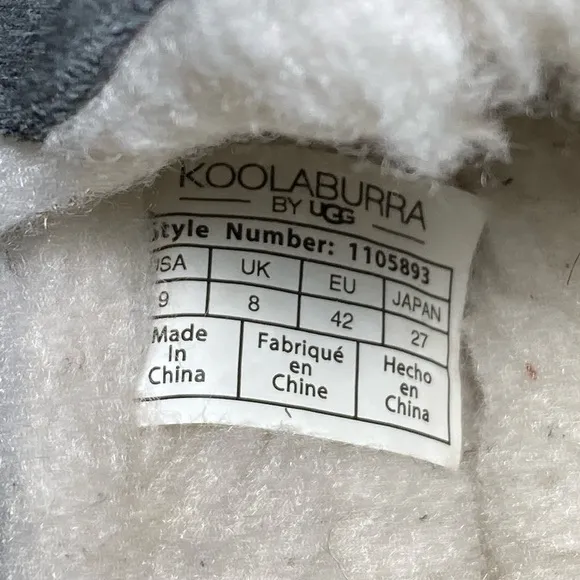 KOOLABURRA
BY UGG
Style Number: 1105893
USA UK EU JAPAN
9 8 42 27
Made in China
Fabriqué en Chine
Hecho en China